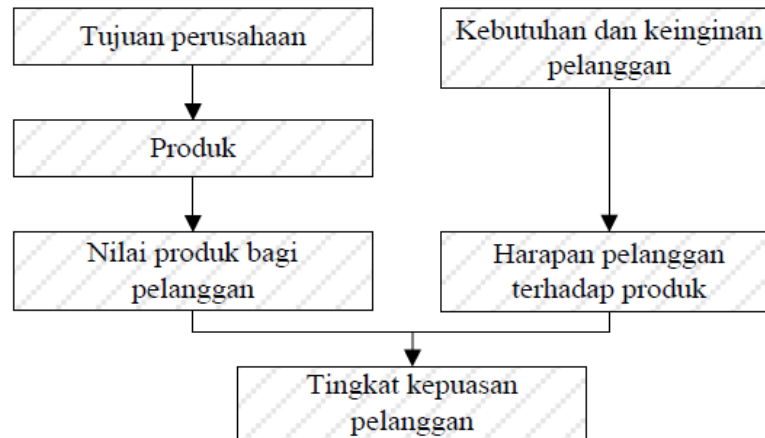 Tujuan perusahaan
Kebutuhan dan keinginan
pelanggan
Produk
Nilai produk bagi
pelanggan
Harapan pelanggan
terhadap produk
Tingkat kepuasan
pelanggan